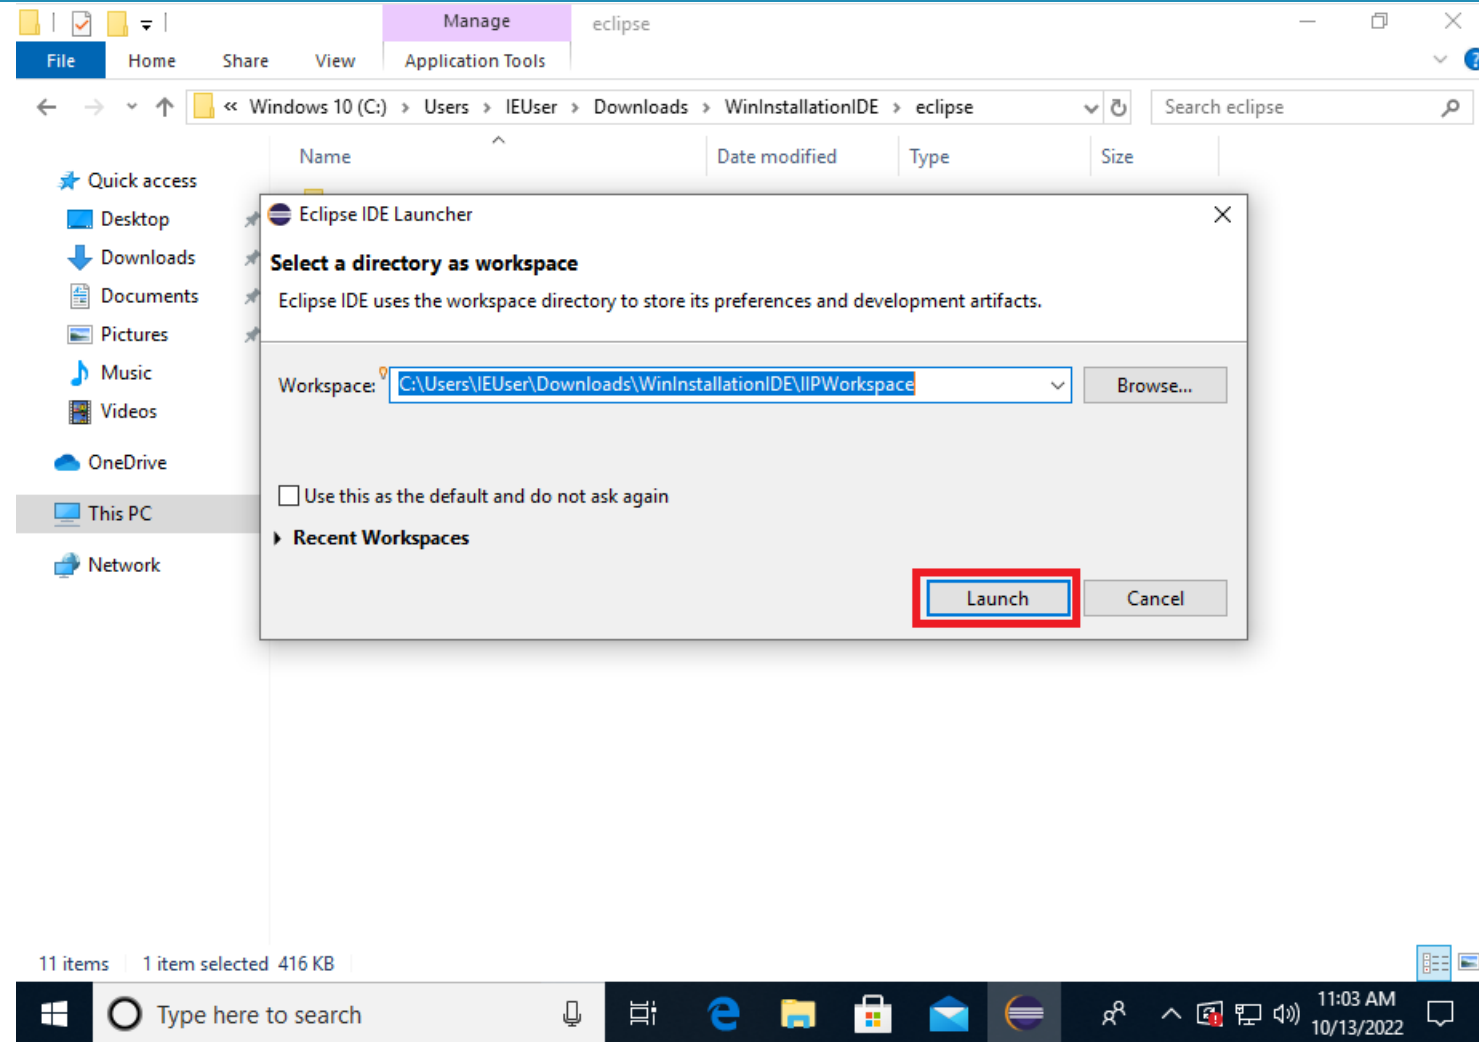 Manage
eclipse
File Home Share View Application Tools
« Windows 10 (C:) > Users > IEUser > Downloads > WinInstallationIDE > eclipse
Search eclipse
Name Date modified Type Size
Quick access
Desktop
Downloads
Documents
Pictures
Music
Videos
OneDrive
This PC
Network
Eclipse IDE Launcher
Select a directory as workspace
Eclipse IDE uses the workspace directory to store its preferences and development artifacts.
Workspace: C:\Users\IEUser\Downloads\WinInstallationIDE\IIPWorkspace Browse...
Use this as the default and do not ask again
Recent Workspaces
Launch Cancel
11 items 1 item selected 416 KB
Type here to search
11:03 AM
10/13/2022